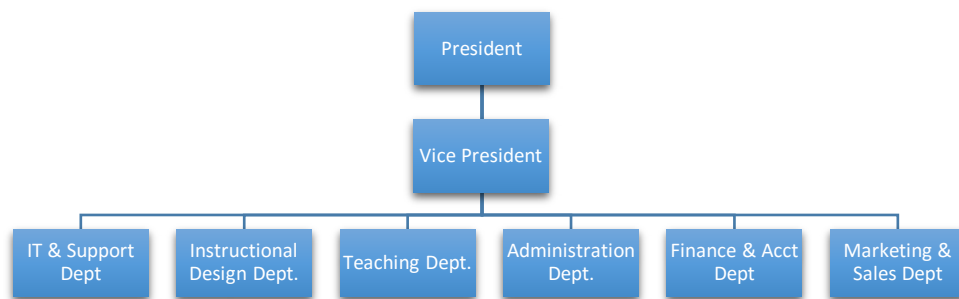 President
Vice President
IT & Support
Dept
Instructional
Design Dept.
Teaching Dept.
Administration
Dept.
Finance & Acct
Dept
Marketing &
Sales Dept